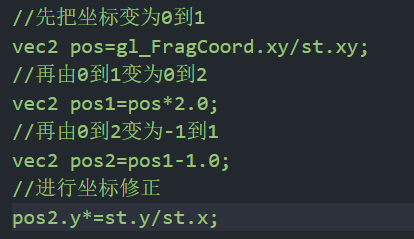 //先把坐标变为0到1
vec2 pos=gl_FragCoord.xy/st.xy;
//再由0到1变为0到2
vec2 pos1=pos*2.0;
//再由0到2变为-1到1
vec2 pos2=pos1-1.0;
//进行坐标修正
pos2.y*=st.y/st.x;